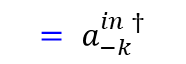 = a_{-k}^{in †}